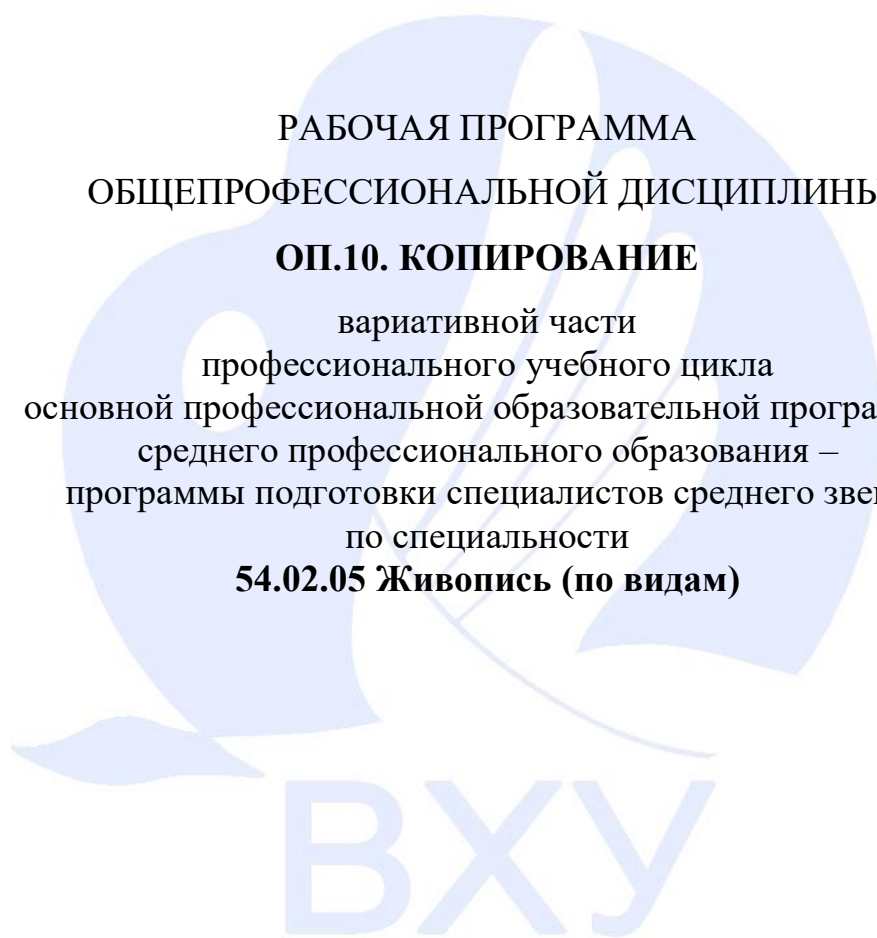 РАБОЧАЯ ПРОГРАММА
ОБЩЕПРОФЕССИОНАЛЬНОЙ ДИСЦИПЛИНЫ
ОП.10. КОПИРОВАНИЕ
вариативной части
профессионального учебного цикла
основной профессиональной образовательной програ
среднего профессионального образования –
программы подготовки специалистов среднего зве
по специальности
54.02.05 Живопись (по видам)
ВХУ